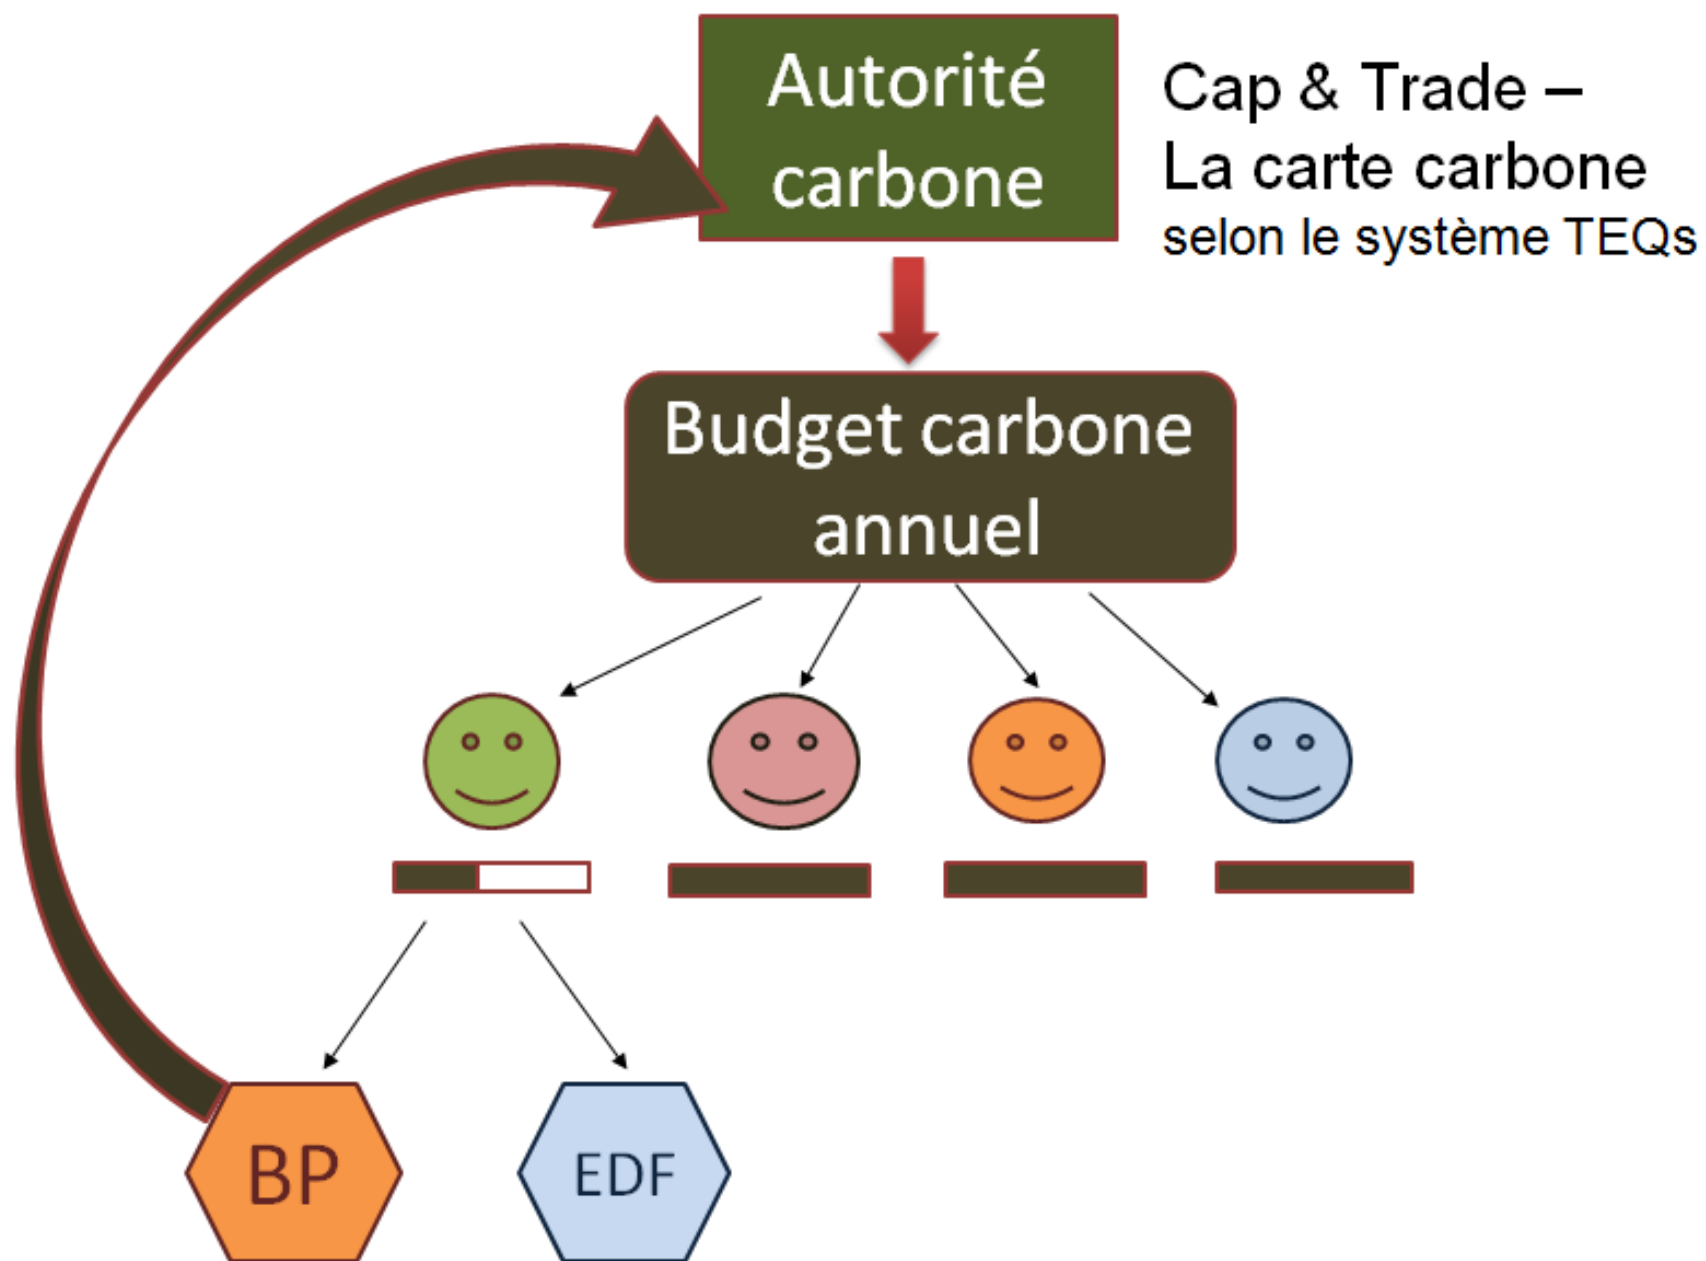 Autorité
carbone
Cap & Trade –
La carte carbone
selon le système TEQs
Budget carbone
annuel
BP
EDF